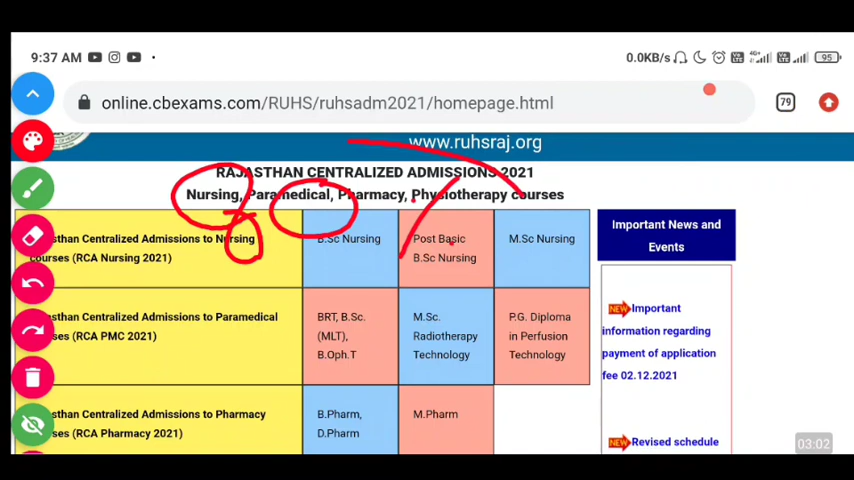 9:37 AM
0.0KB/s
95
online.cbexams.com/RUHS/ruhsadm2021/homepage.html
79
www.ruhsraj.org
RAJASTHAN CENTRALIZED ADMISSIONS 2021
Nursing, Paramedical, Pharmacy, Physiotherapy courses
Important News and
Events
sthan Centralized Admissions to Nursing
courses (RCA Nursing 2021)
B.Sc Nursing
Post Basic
B.Sc Nursing
M.Sc Nursing
sthan Centralized Admissions to Paramedical
ses (RCA PMC 2021)
BRT, B.Sc.
(MLT),
B.Oph.T
M.Sc.
Radiotherapy
Technology
P.G. Diploma
in Perfusion
Technology
NEW Important
information regarding
payment of application
fee 02.12.2021
sthan Centralized Admissions to Pharmacy
ses (RCA Pharmacy 2021)
B.Pharm,
D.Pharm
M.Pharm
NEW Revised schedule
03:02